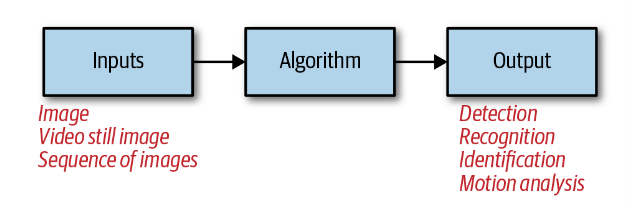 Inputs
Algorithm
Output
Image
Video still image
Sequence of images
Detection
Recognition
Identification
Motion analysis